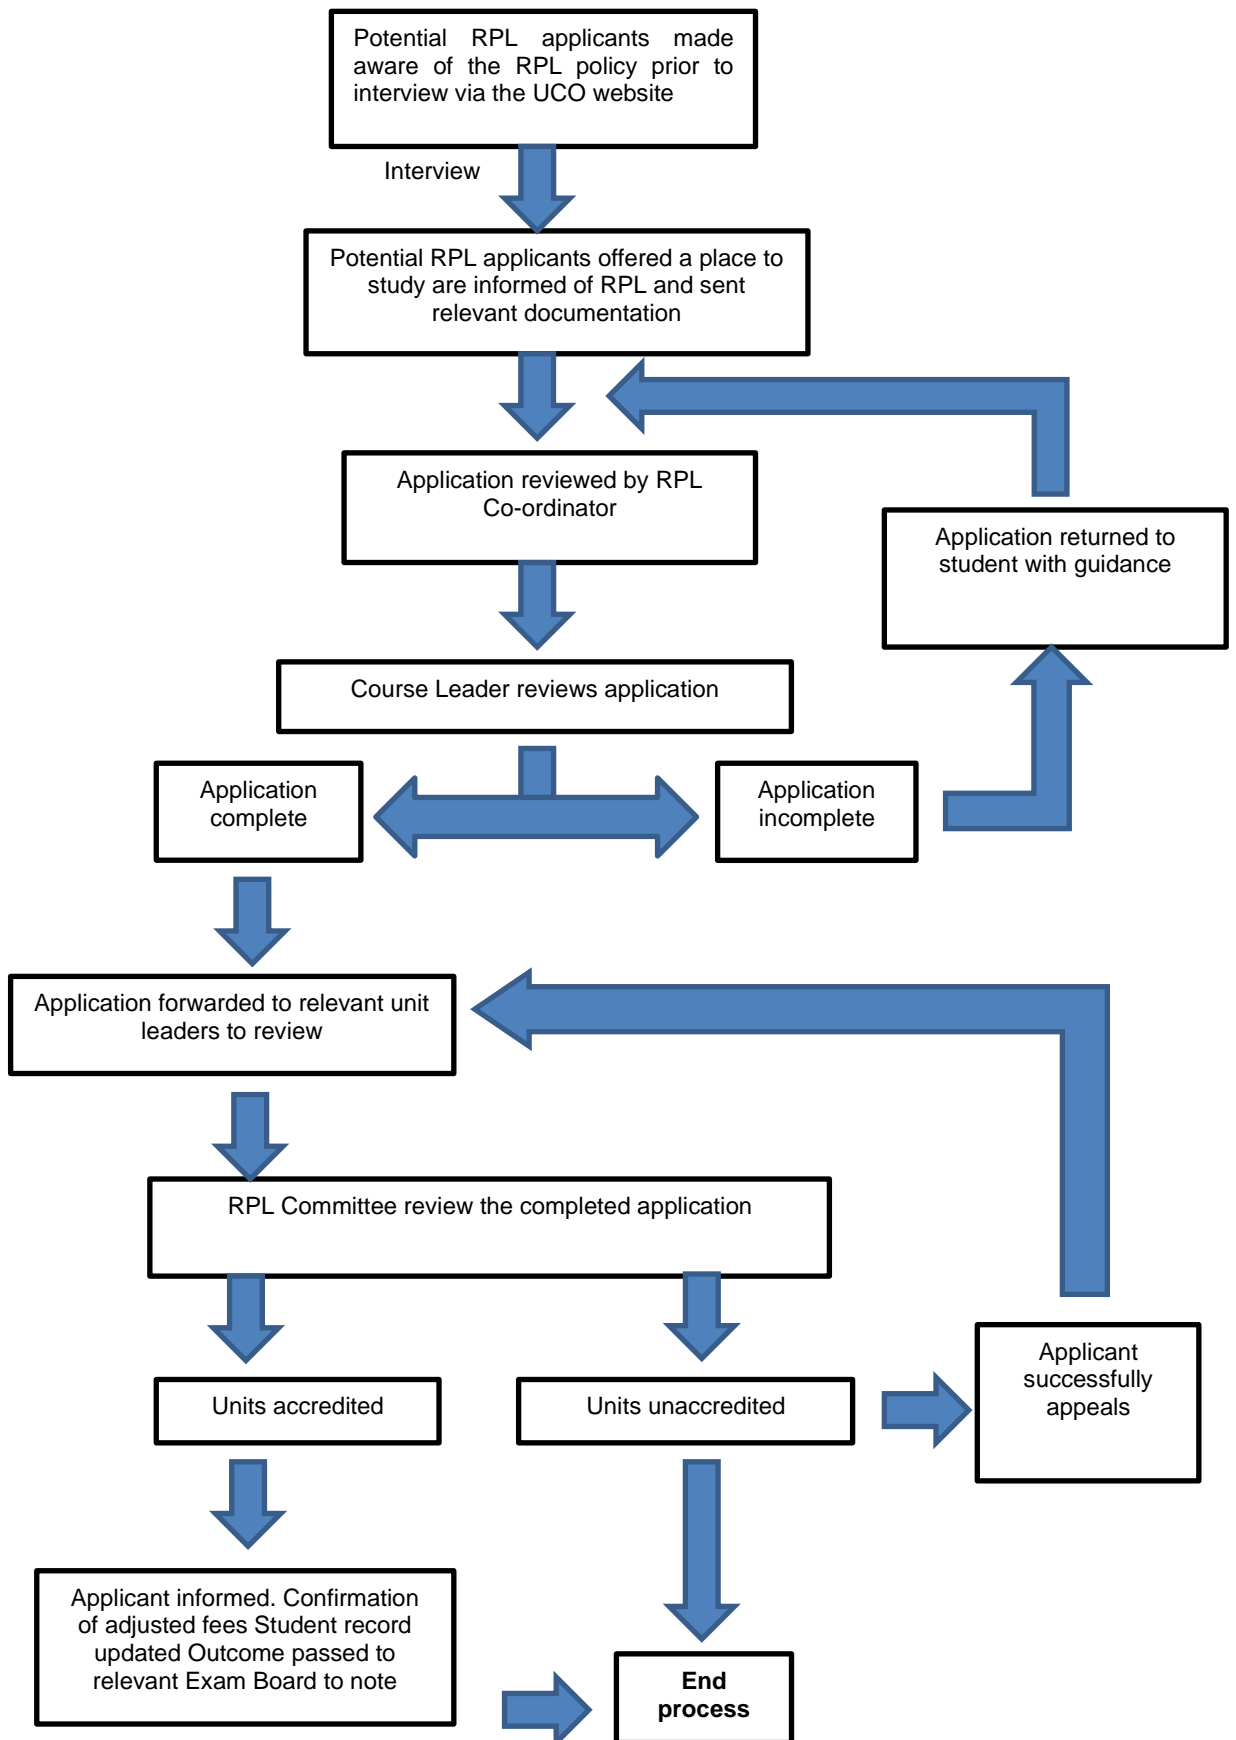 Potential RPL applicants made
aware of the RPL policy prior to
interview via the UCO website
Interview
Potential RPL applicants offered a place to
study are informed of RPL and sent
relevant documentation
Application reviewed by RPL
Co-ordinator
Application returned to
student with guidance
Course Leader reviews application
Application
complete
Application
incomplete
Application forwarded to relevant unit
leaders to review
RPL Committee review the completed application
Applicant
successfully
appeals
Units accredited
Units unaccredited
Applicant informed. Confirmation
of adjusted fees Student record
updated Outcome passed to
relevant Exam Board to note
End
process